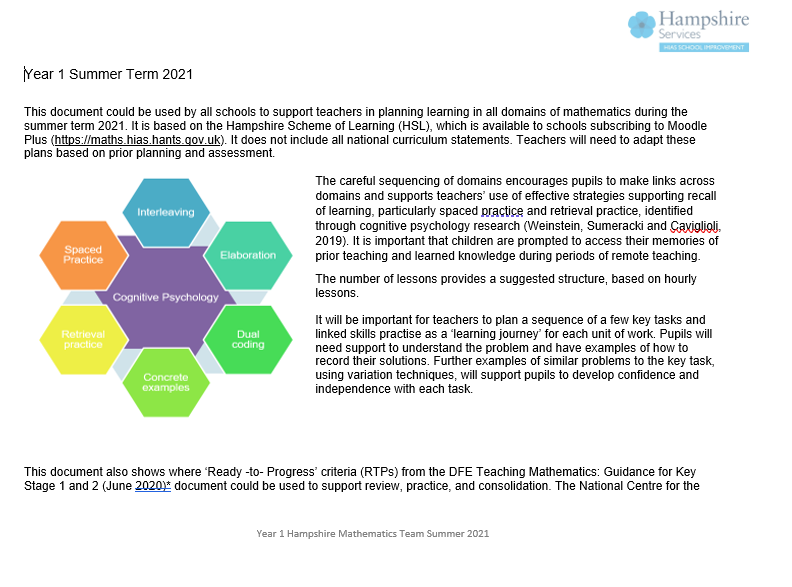 Hampshire
Services
HIAS SCHOOL IMPROVEMENT
Year 1 Summer Term 2021
This document could be used by all schools to support teachers in planning learning in all domains of mathematics during the
summer term 2021. It is based on the Hampshire Scheme of Learning (HSL), which is available to schools subscribing to Moodle
Plus (https://maths.hias.hants.gov.uk). It does not include all national curriculum statements. Teachers will need to adapt these
plans based on prior planning and assessment.
Interleaving
Spaced
Practice
Elaboration
Cognitive Psychology
Retrieval
practice
Dual
coding
Concrete
examples
The careful sequencing of domains encourages pupils to make links across
domains and supports teachers' use of effective strategies supporting recall
of learning, particularly spaced practice and retrieval practice, identified
through cognitive psychology research (Weinstein, Sumeracki and Caviglioli,
2019). It is important that children are prompted to access their memories of
prior teaching and learned knowledge during periods of remote teaching.
The number of lessons provides a suggested structure, based on hourly
lessons.
It will be important for teachers to plan a sequence of a few key tasks and
linked skills practise as a 'learning journey' for each unit of work. Pupils will
need support to understand the problem and have examples of how to
record their solutions. Further examples of similar problems to the key task,
using variation techniques, will support pupils to develop confidence and
independence with each task.
This document also shows where 'Ready -to- Progress' criteria (RTPs) from the DFE Teaching Mathematics: Guidance for Key
Stage 1 and 2 (June 2020)* document could be used to support review, practice, and consolidation. The National Centre for the
Year 1 Hampshire Mathematics Team Summer 2021